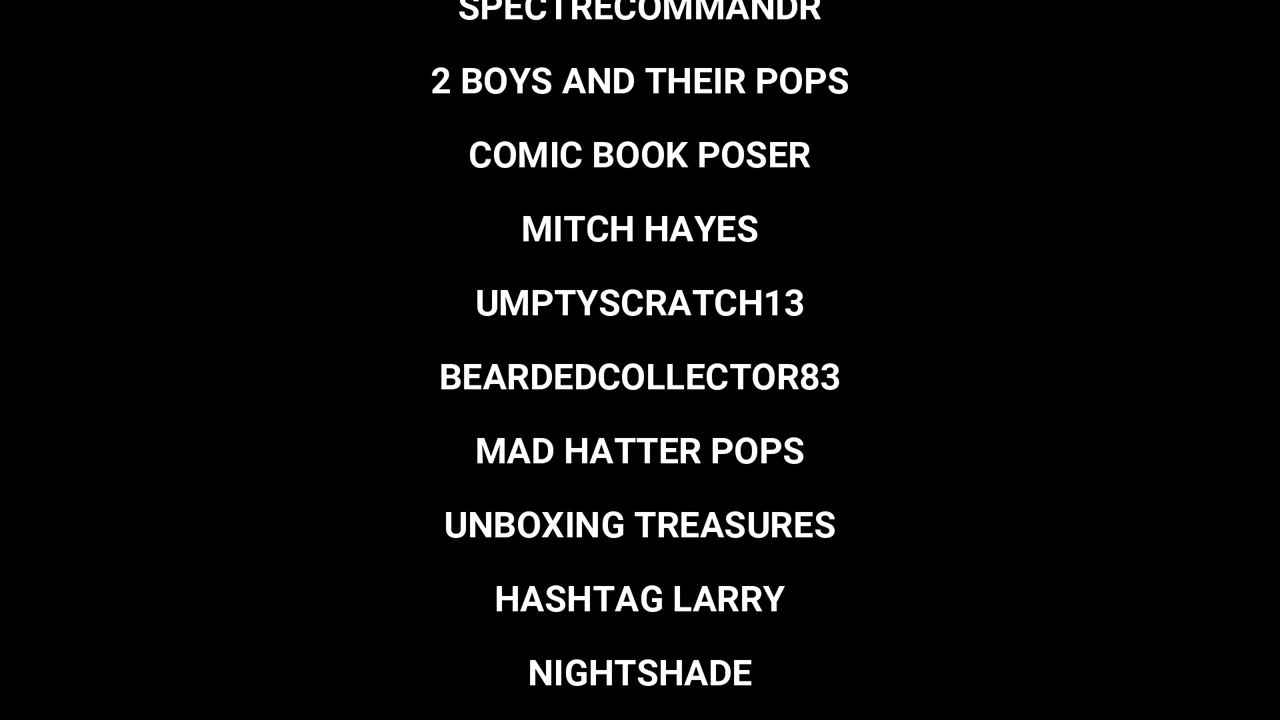 SPECTRECOMMANDR
2 BOYS AND THEIR POPS
COMIC BOOK POSER
MITCH HAYES
UMPTYSCRATCH13
BEARDEDCOLLECTOR83
MAD HATTER POPS
UNBOXING TREASURES
HASHTAG LARRY
NIGHTSHADE